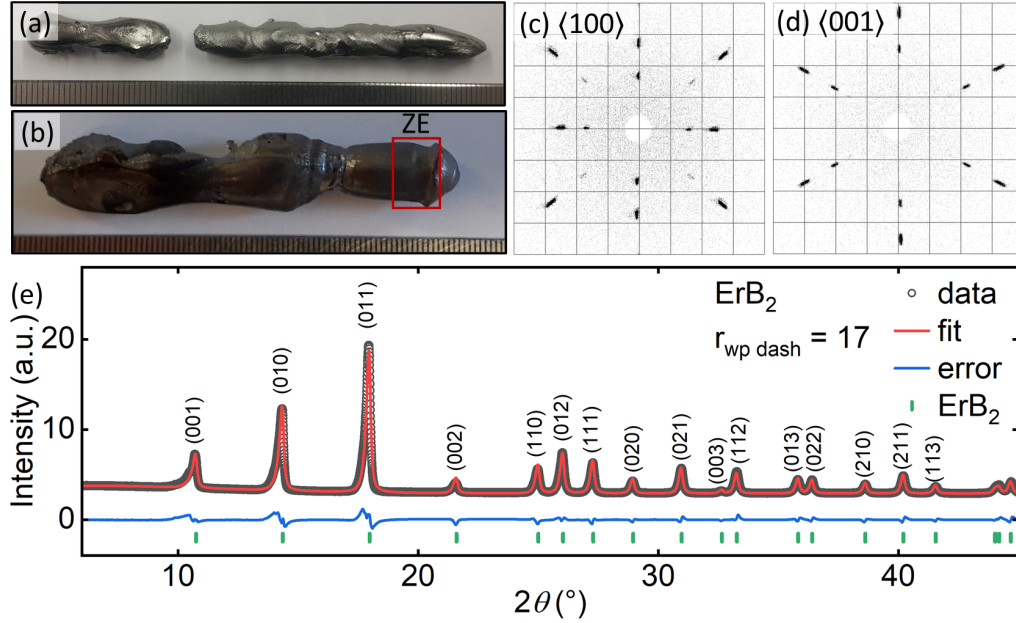 (a)
(b)
ZE
(c) ⟨100⟩
(d) ⟨001⟩
(e)
Intensity (a.u.)
20
10
0
(001)
(010)
(011)
(002)
(110)
(012)
(111)
(020)
(021)
(003)
(112)
(013)
(022)
(210)
(211)
(113)
ErB₂
r_wp dash = 17
data
fit
error
ErB₂
10
20
30
40
2θ (°)